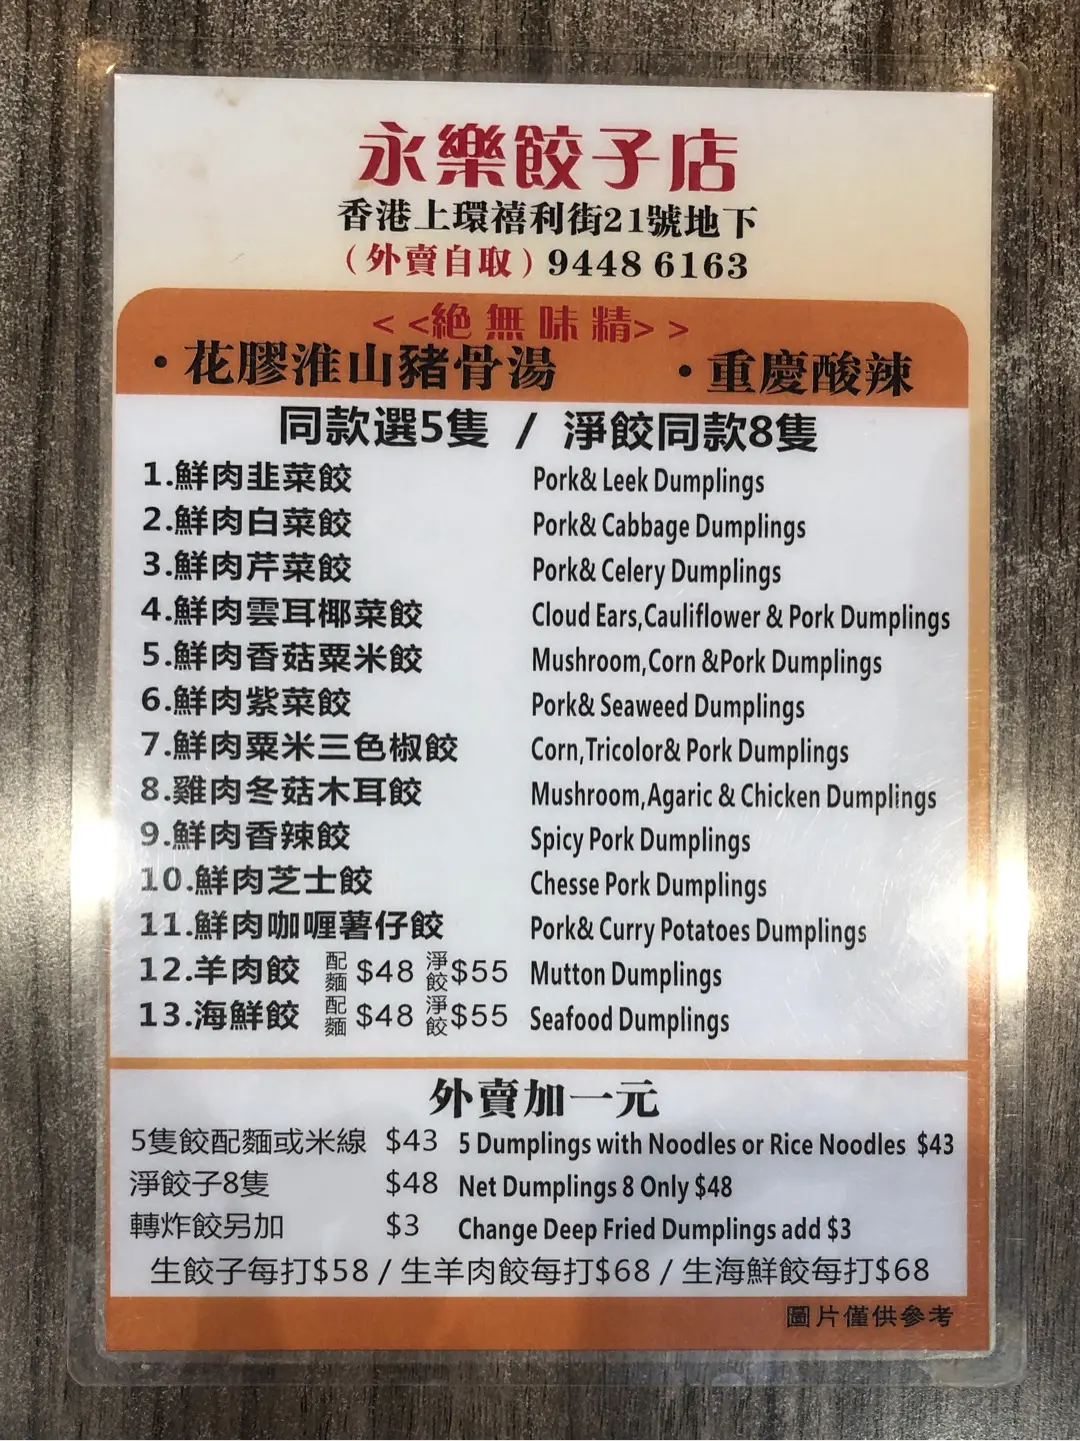 永樂餃子店
香港上環禧利街21號地下
(外賣自取) 9448 6163
<<絕無味精>>
・花膠淮山豬骨湯 ・重慶酸辣
同款選5隻 / 淨餃同款8隻
1.鮮肉韭菜餃 Pork& Leek Dumplings
2.鮮肉白菜餃 Pork& Cabbage Dumplings
3.鮮肉芹菜餃 Pork& Celery Dumplings
4.鮮肉雲耳椰菜餃 Cloud Ears,Cauliflower & Pork Dumplings
5.鮮肉香菇粟米餃 Mushroom,Corn &Pork Dumplings
6.鮮肉紫菜餃 Pork& Seaweed Dumplings
7.鮮肉粟米三色椒餃 Corn,Tricolor& Pork Dumplings
8.雞肉冬菇木耳餃 Mushroom,Agaric & Chicken Dumplings
9.鮮肉香辣餃 Spicy Pork Dumplings
10.鮮肉芝士餃 Chesse Pork Dumplings
11.鮮肉咖喱薯仔餃 Pork& Curry Potatoes Dumplings
12.羊肉餃 配麵 $48 淨餃 $55 Mutton Dumplings
13.海鮮餃 配麵 $48 淨餃 $55 Seafood Dumplings
外賣加一元
5隻餃配麵或米線 $43 5 Dumplings with Noodles or Rice Noodles $43
淨餃子8隻 $48 Net Dumplings 8 Only $48
轉炸餃另加 $3 Change Deep Fried Dumplings add $3
生餃子每打$58 / 生羊肉餃每打$68 / 生海鮮餃每打$68
圖片僅供參考